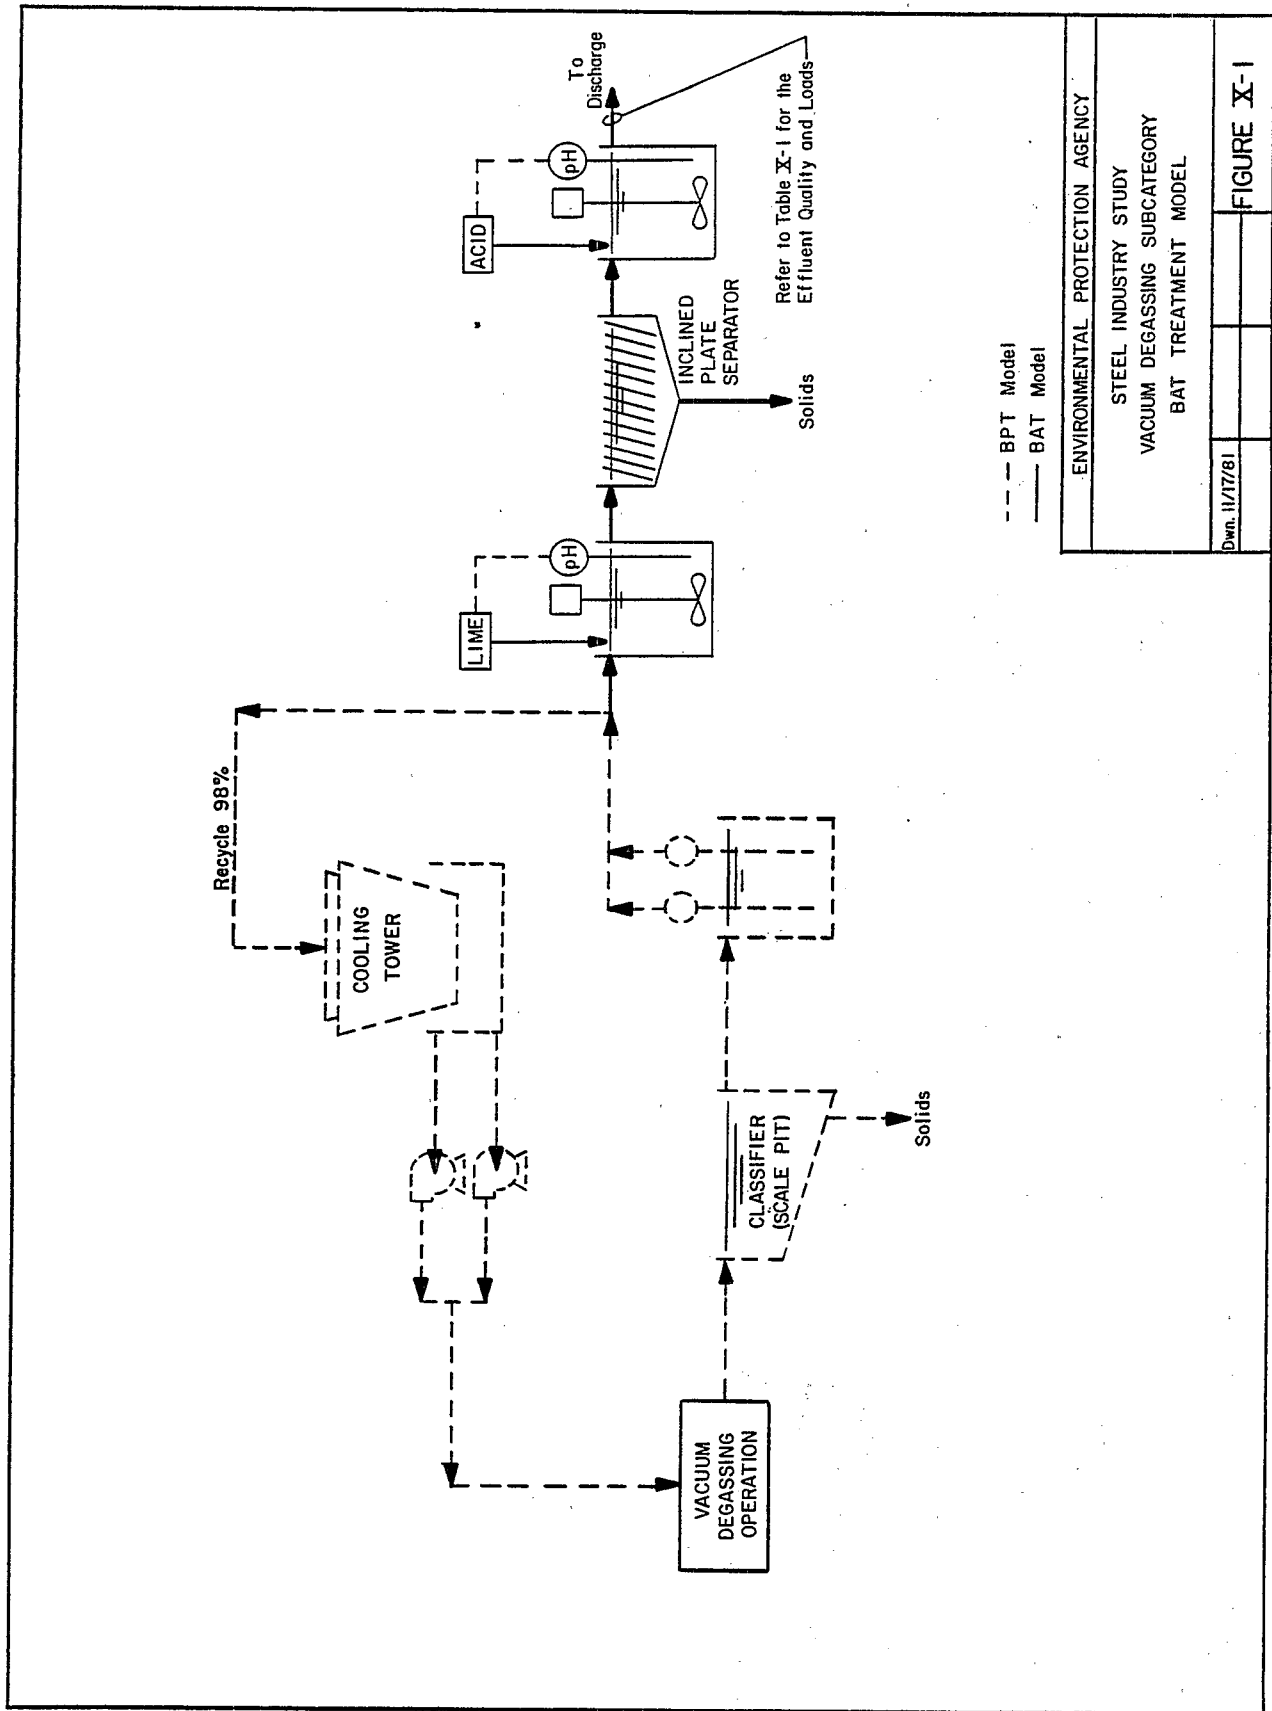 Recycle 98%
COOLING
TOWER
LIME
pH
ACID
pH
To
Discharge
INCLINED
PLATE
SEPARATOR
Solids
Refer to Table X-1 for the
Effluent Quality and Loads
VACUUM
DEGASSING
OPERATION
CLASSIFIER
(SCALE PIT)
Solids
BPT Model
BAT Model
ENVIRONMENTAL PROTECTION AGENCY
STEEL INDUSTRY STUDY
VACUUM DEGASSING SUBCATEGORY
BAT TREATMENT MODEL
Dwn. 11/17/81
FIGURE X-1